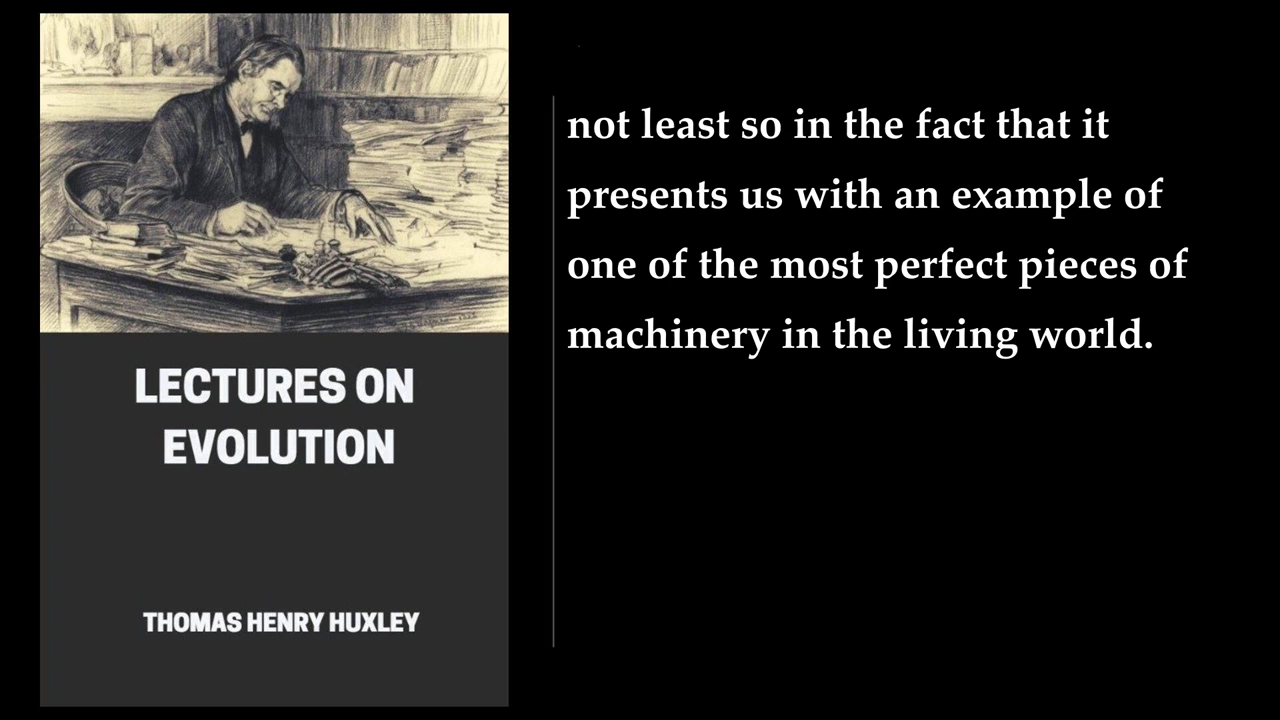 LECTURES ON
EVOLUTION
THOMAS HENRY HUXLEY
not least so in the fact that it
presents us with an example of
one of the most perfect pieces of
machinery in the living world.